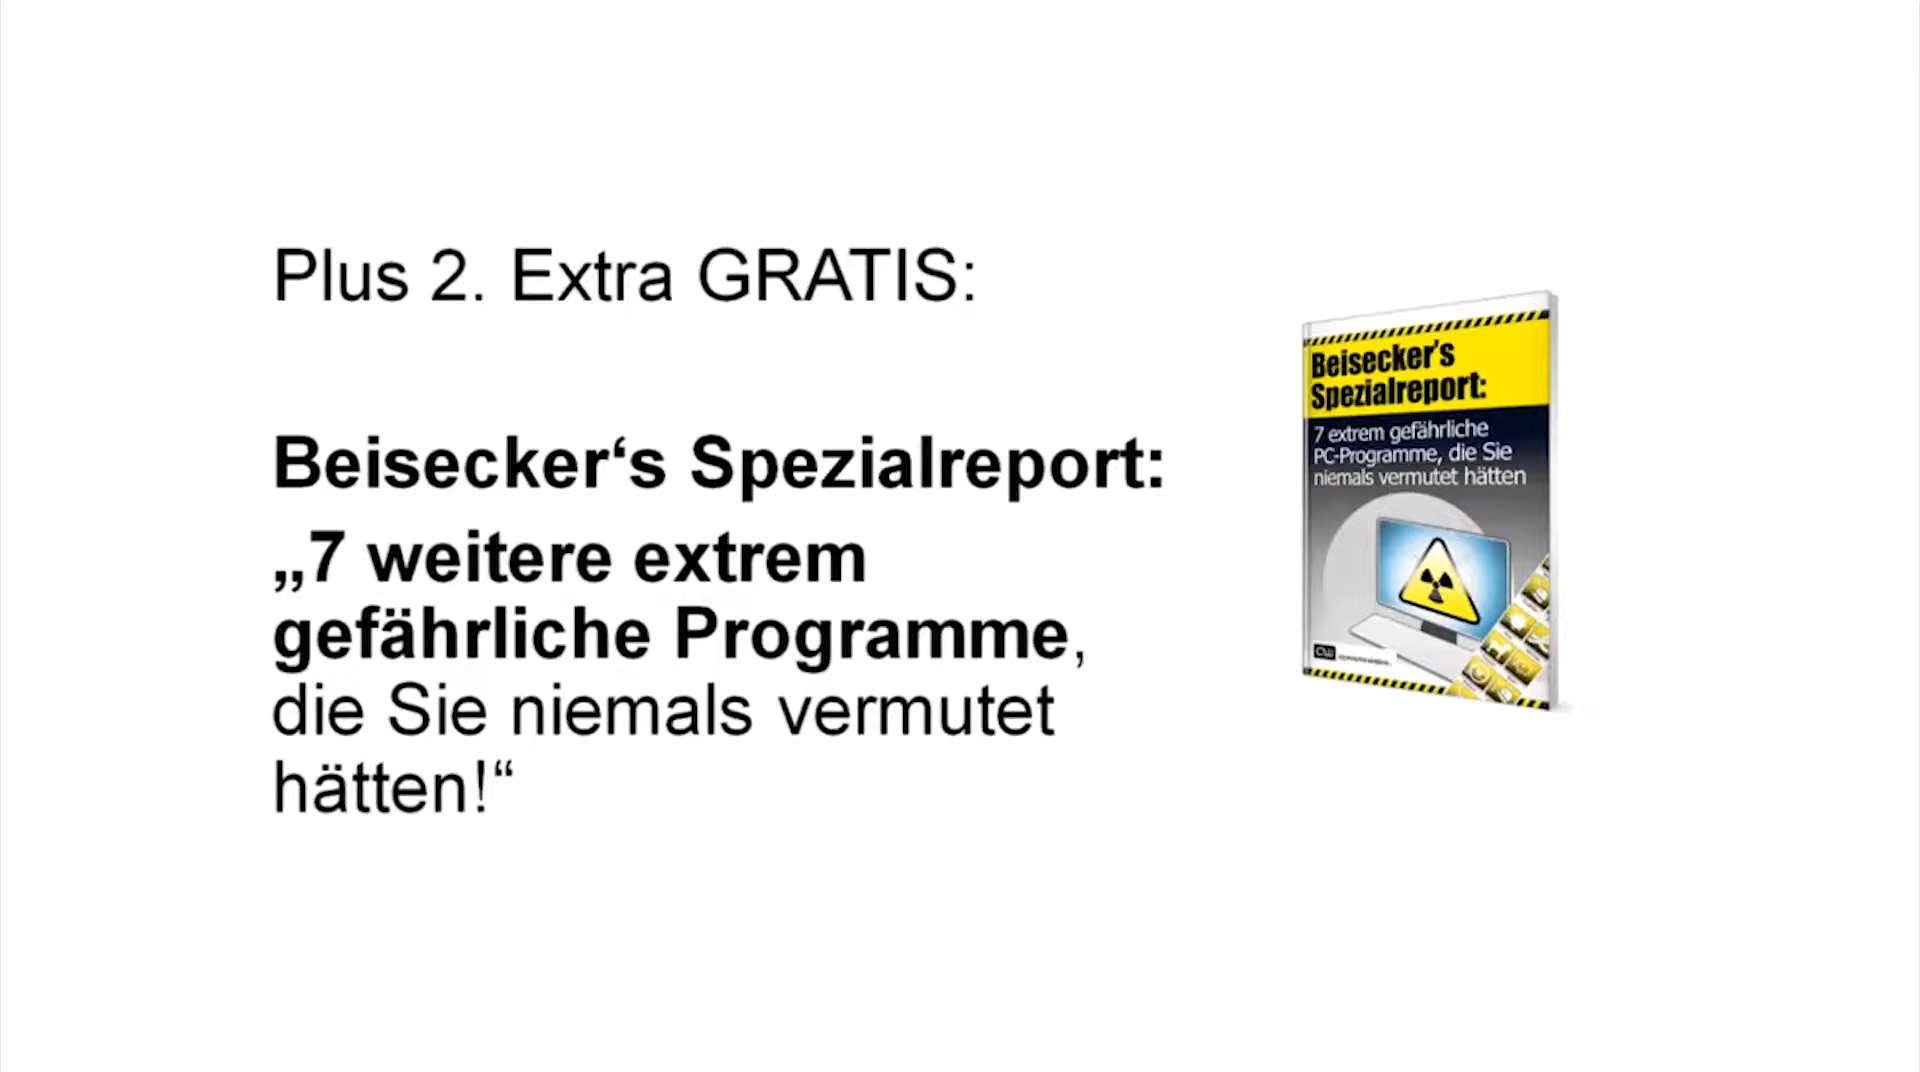 Plus 2. Extra GRATIS:
Beisecker‘s Spezialreport:
„7 weitere extrem
gefährliche Programme,
die Sie niemals vermutet
hätten!“
Beisecker's
Spezialreport:
7 extrem gefährliche
PC-Programme, die Sie
niemals vermutet hätten
CW